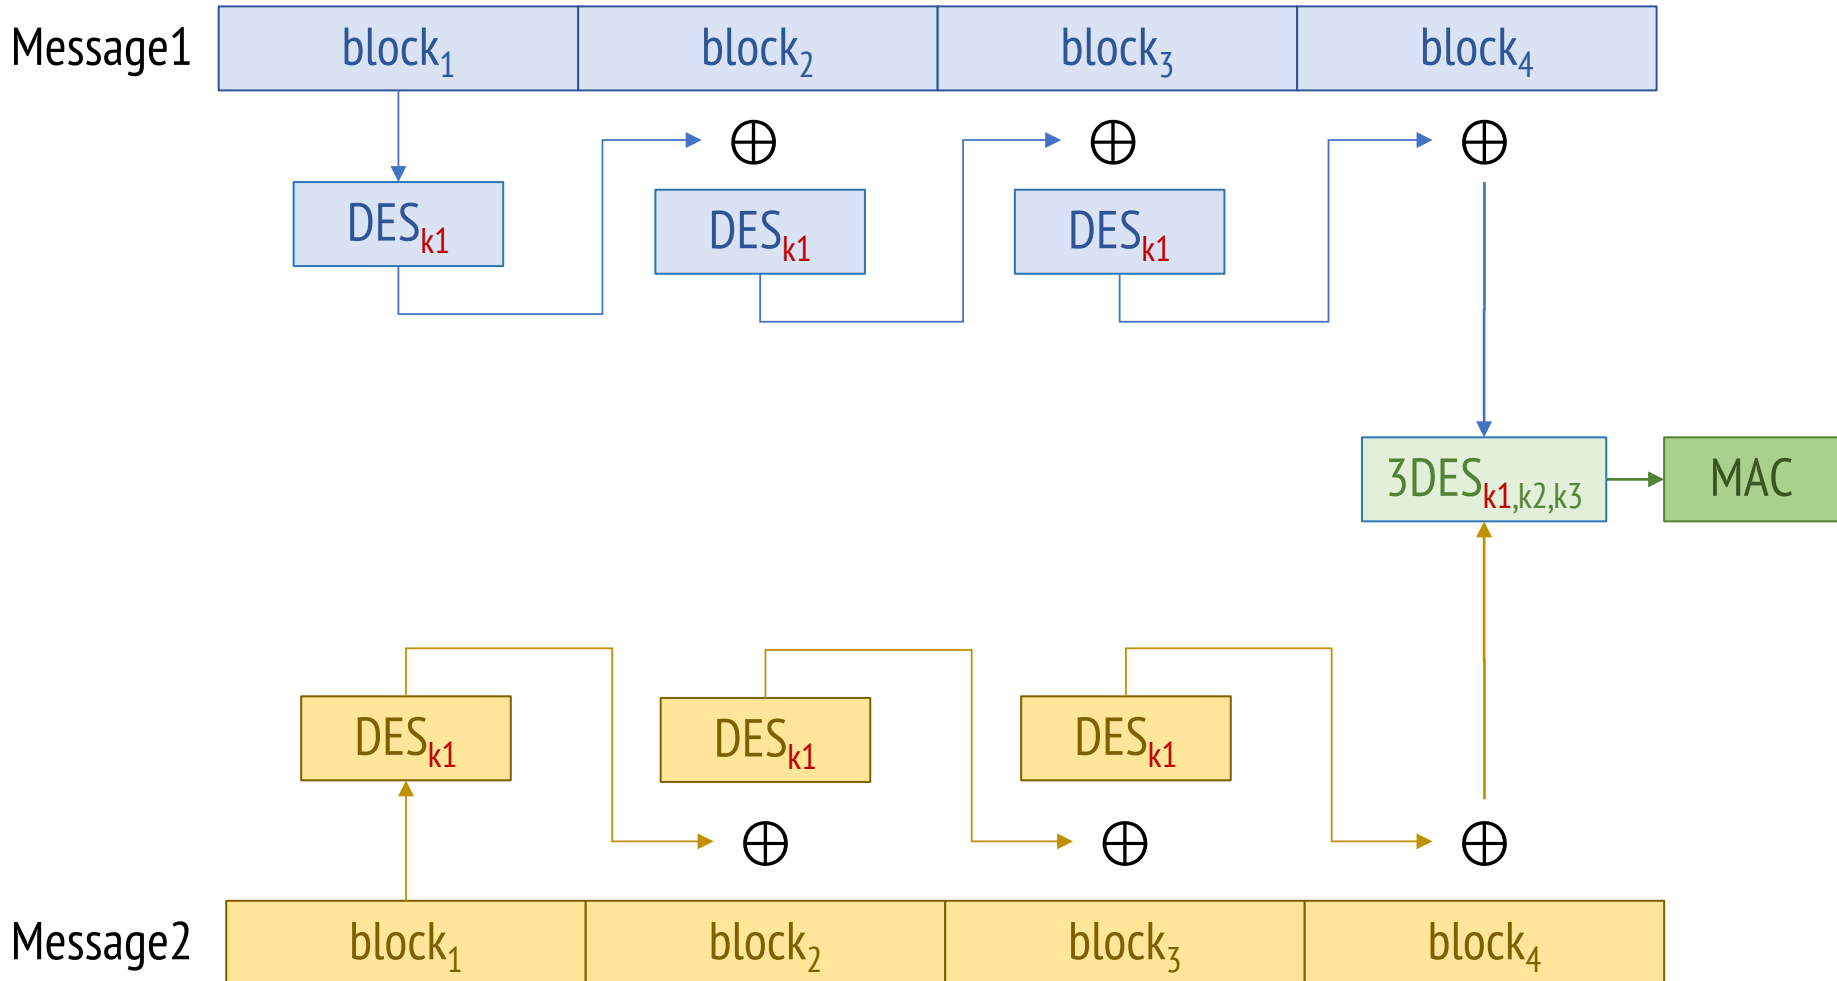 Message1 block₁ block₂ block₃ block₄
DESk1 DESk1 DESk1
3DESk1,k2,k3 MAC
DESk1 DESk1 DESk1
Message2 block₁ block₂ block₃ block₄